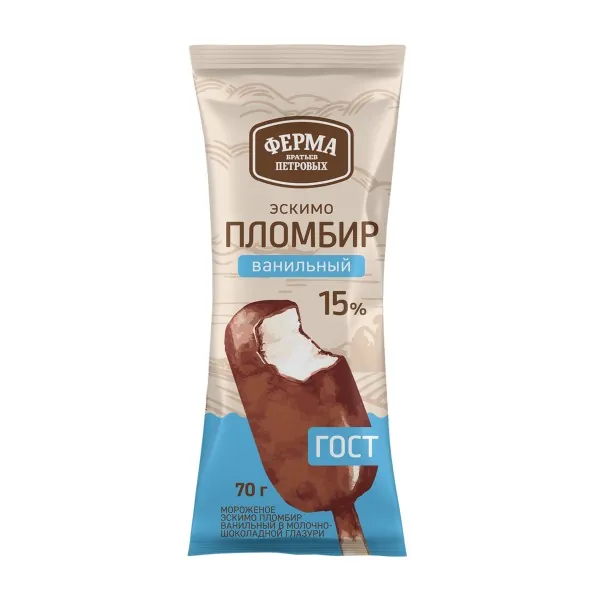 ФЕРМА
БРАТЬЕВ
ПЕТРОВЫХ
ЭСКИМО
ПЛОМБИР
ванильный
15%
ГОСТ
70 г
МОРОЖЕНОЕ
ЭСКИМО ПЛОМБИР
ВАНИЛЬНЫЙ В МОЛОЧНО-
ШОКОЛАДНОЙ ГЛАЗУРИ